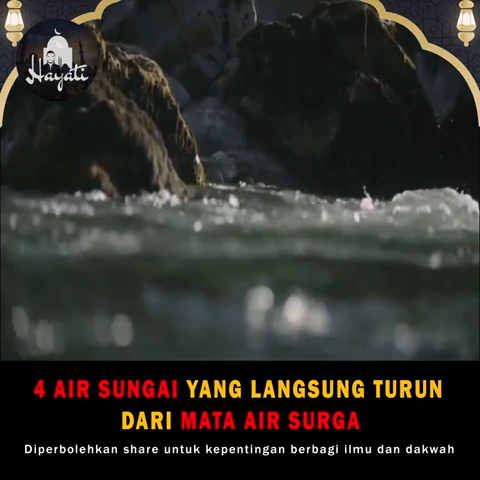 Hayati
4 AIR SUNGAI YANG LANGSUNG TURUN
DARI MATA AIR SURGA
Diperbolehkan share untuk kepentingan berbagi ilmu dan dakwah